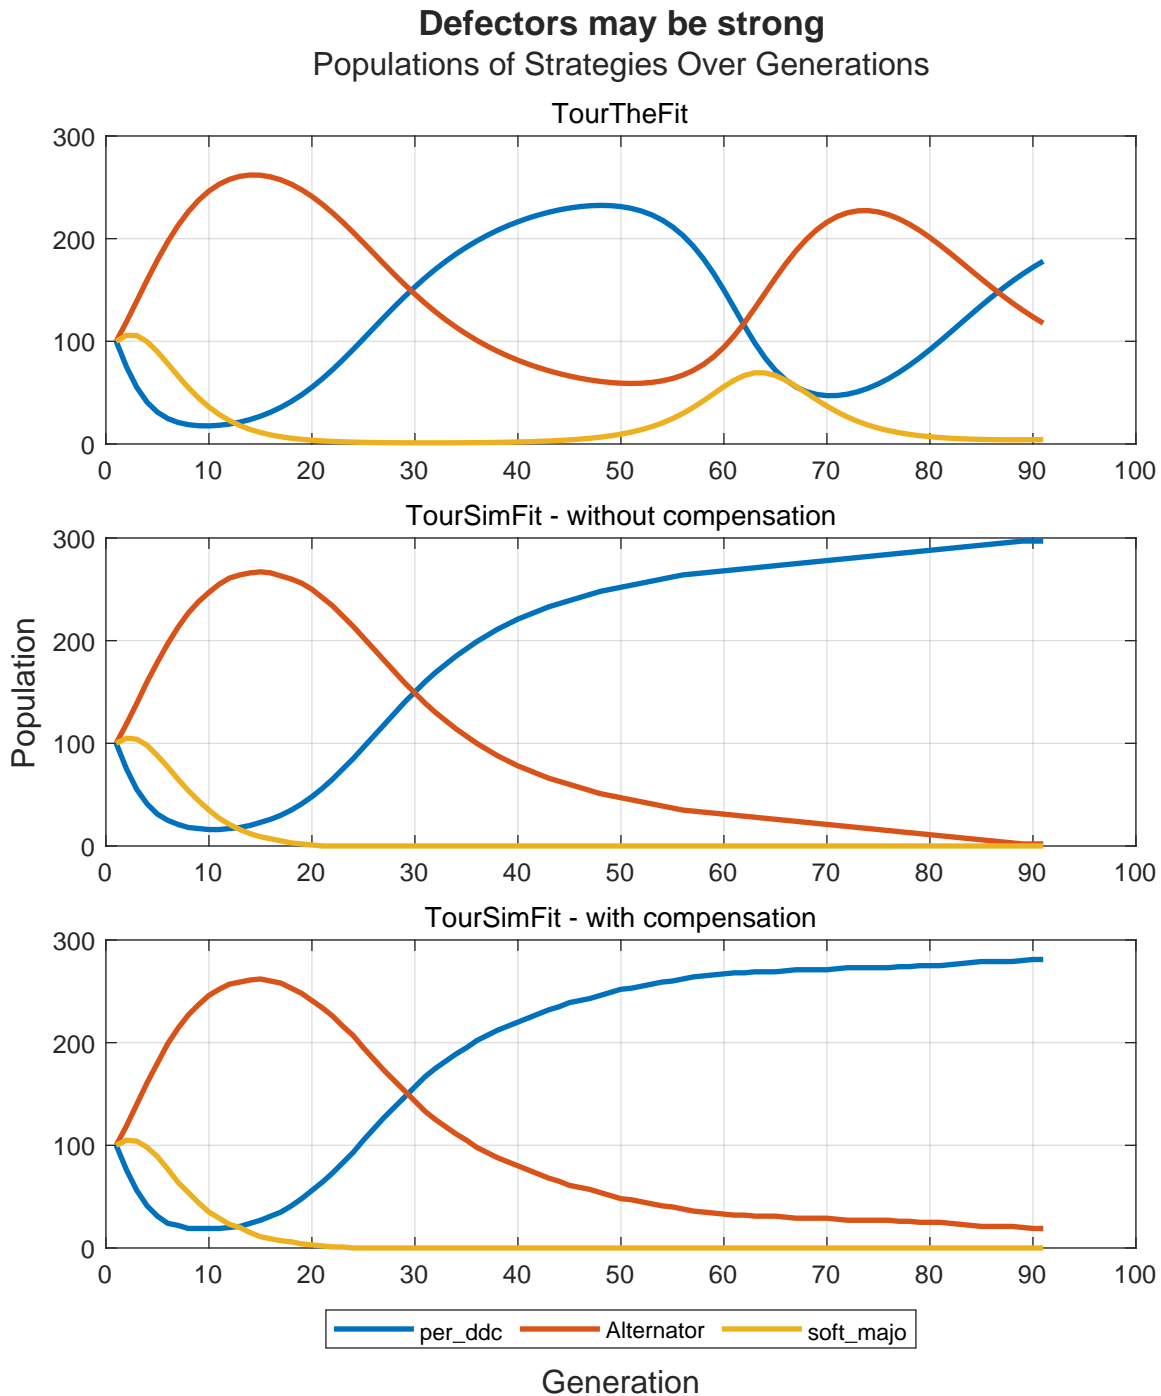 Defectors may be strong
Populations of Strategies Over Generations
TourTheFit
300
200
100
0
0 10 20 30 40 50 60 70 80 90 100
TourSimFit - without compensation
300
200
100
0
0 10 20 30 40 50 60 70 80 90 100
Population
TourSimFit - with compensation
300
200
100
0
0 10 20 30 40 50 60 70 80 90 100
per_ddc Alternator soft_majo
Generation